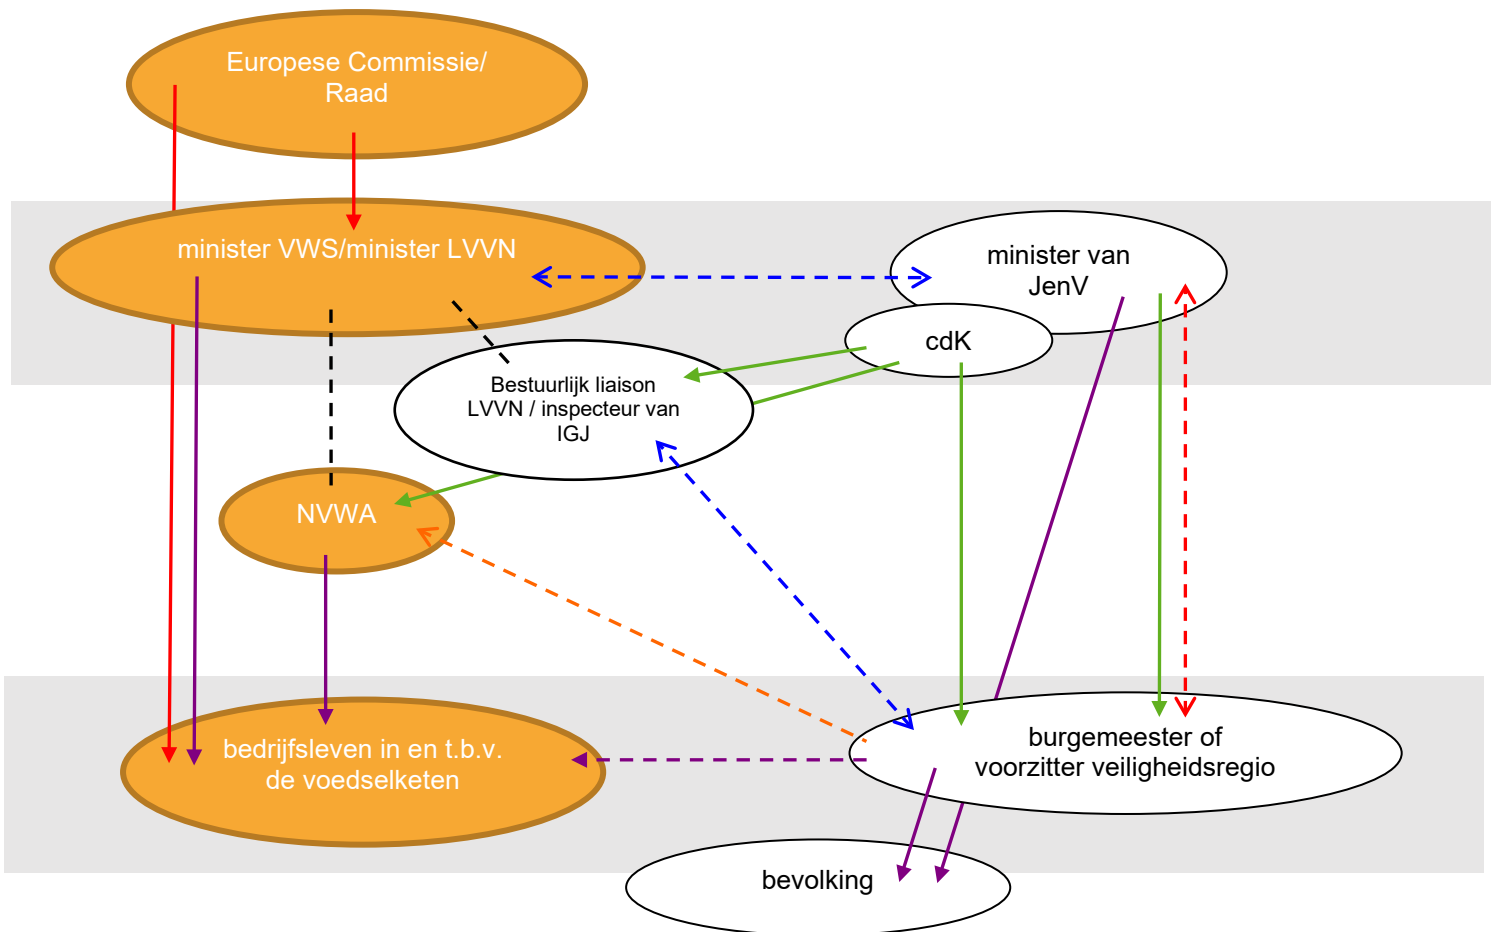 Europese Commissie/
Raad
minister VWS/minister LVVN
minister van
JenV
cdK
Bestuurlijk liaison
LVVN / inspecteur van
IGJ
NVWA
bedrijfsleven in en t.b.v.
de voedselketen
burgemeester of
voorzitter veiligheidsregio
bevolking